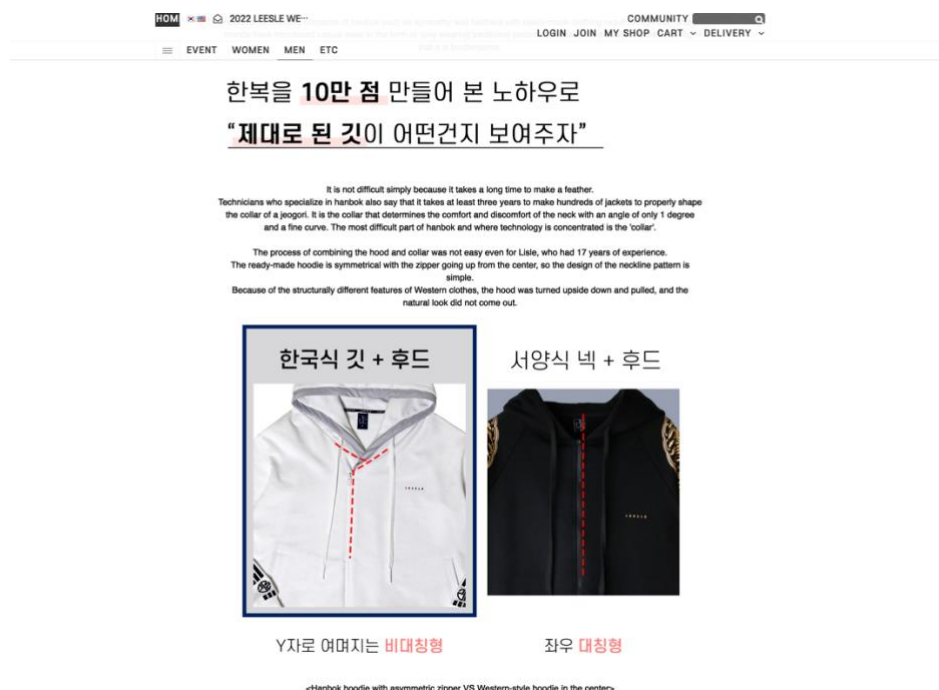 HOM
2022 LEESLE WE...
COMMUNITY
LOGIN JOIN MY SHOP CART DELIVERY
EVENT WOMEN MEN ETC
한복을 10만 점 만들어 본 노하우로
“제대로 된 깃이 어떤건지 보여주자”
It is not difficult simply because it takes a long time to make a feather.
Technicians who specialize in hanbok also say that it takes at least three years to make hundreds of jackets to properly shape
the collar of a jeogori. It is the collar that determines the comfort and discomfort of the neck with an angle of only 1 degree
and a fine curve. The most difficult part of hanbok and where technology is concentrated is the 'collar'.
The process of combining the hood and collar was not easy even for Lisle, who had 17 years of experience.
The ready-made hoodie is symmetrical with the zipper going up from the center, so the design of the neckline pattern is
simple.
Because of the structurally different features of Western clothes, the hood was turned upside down and pulled, and the
natural look did not come out.
한국식 깃 + 후드
서양식 넥 + 후드
LEESLE
LEESLE
Y자로 여며지는 비대칭형
좌우 대칭형
<Hanbok hoodie with asymmetric zipper VS Western-style hoodie in the center>